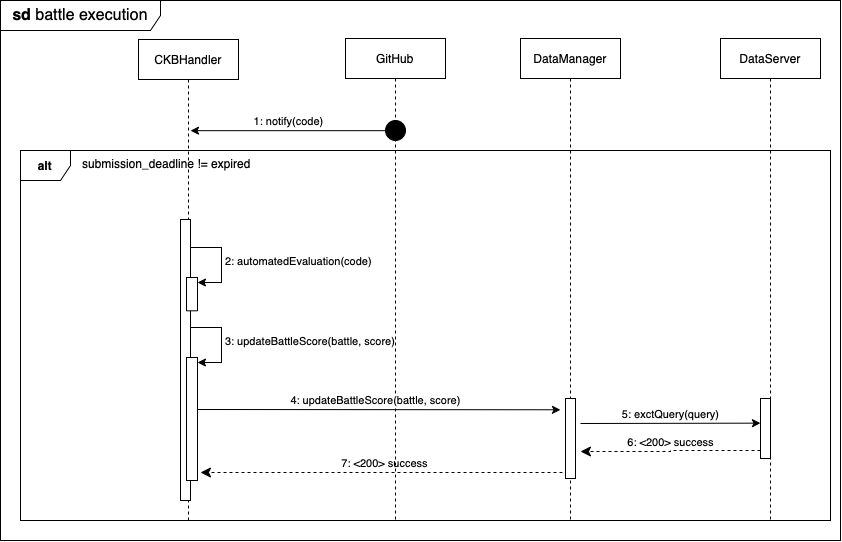 sd battle execution
CKBHandler
GitHub
DataManager
DataServer
1: notify(code)
alt
submission_deadline != expired
2: automatedEvaluation(code)
3: updateBattleScore(battle, score)
4: updateBattleScore(battle, score)
5: exctQuery(query)
6: <200> success
7: <200> success